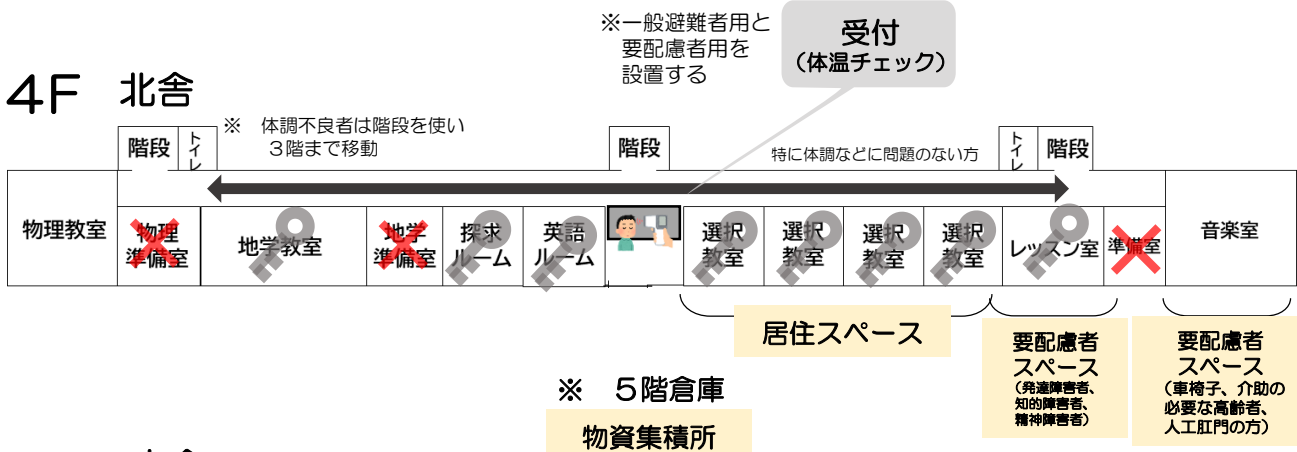 ※一般避難者用と
要配慮者用を
設置する
受付
（体温チェック）
4F 北舎
階段
トイレ
※ 体調不良者は階段を使い
３階まで移動
階段
特に体調などに問題のない方
トイレ
階段
物理教室
物理
準備室
地学教室
地学
準備室
探求
ルーム
英語
ルーム
選択
教室
選択
教室
選択
教室
選択
教室
レッスン室
準備室
音楽室
居住スペース
要配慮者
スペース
（発達障害者、
知的障害者、
精神障害者）
要配慮者
スペース
（車椅子、介助の
必要な高齢者、
人工肛門の方）
※ ５階倉庫
物資集積所